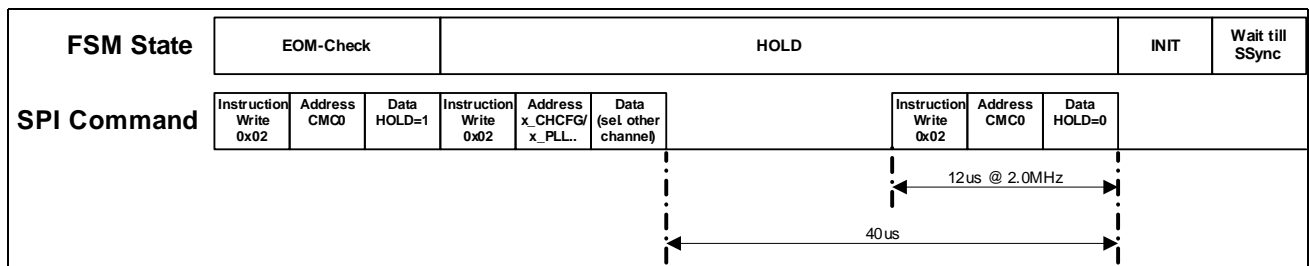 FSM State
EOM-Check
HOLD
INIT
Wait till
SSync
SPI Command
Instruction
Write
0x02
Address
CMC0
Data
HOLD=1
Instruction
Write
0x02
Address
x_CHCFG/
x_PLL..
Data
(sel. other
channel)
Instruction
Write
0x02
Address
CMC0
Data
HOLD=0
12us @ 2.0MHz
40us